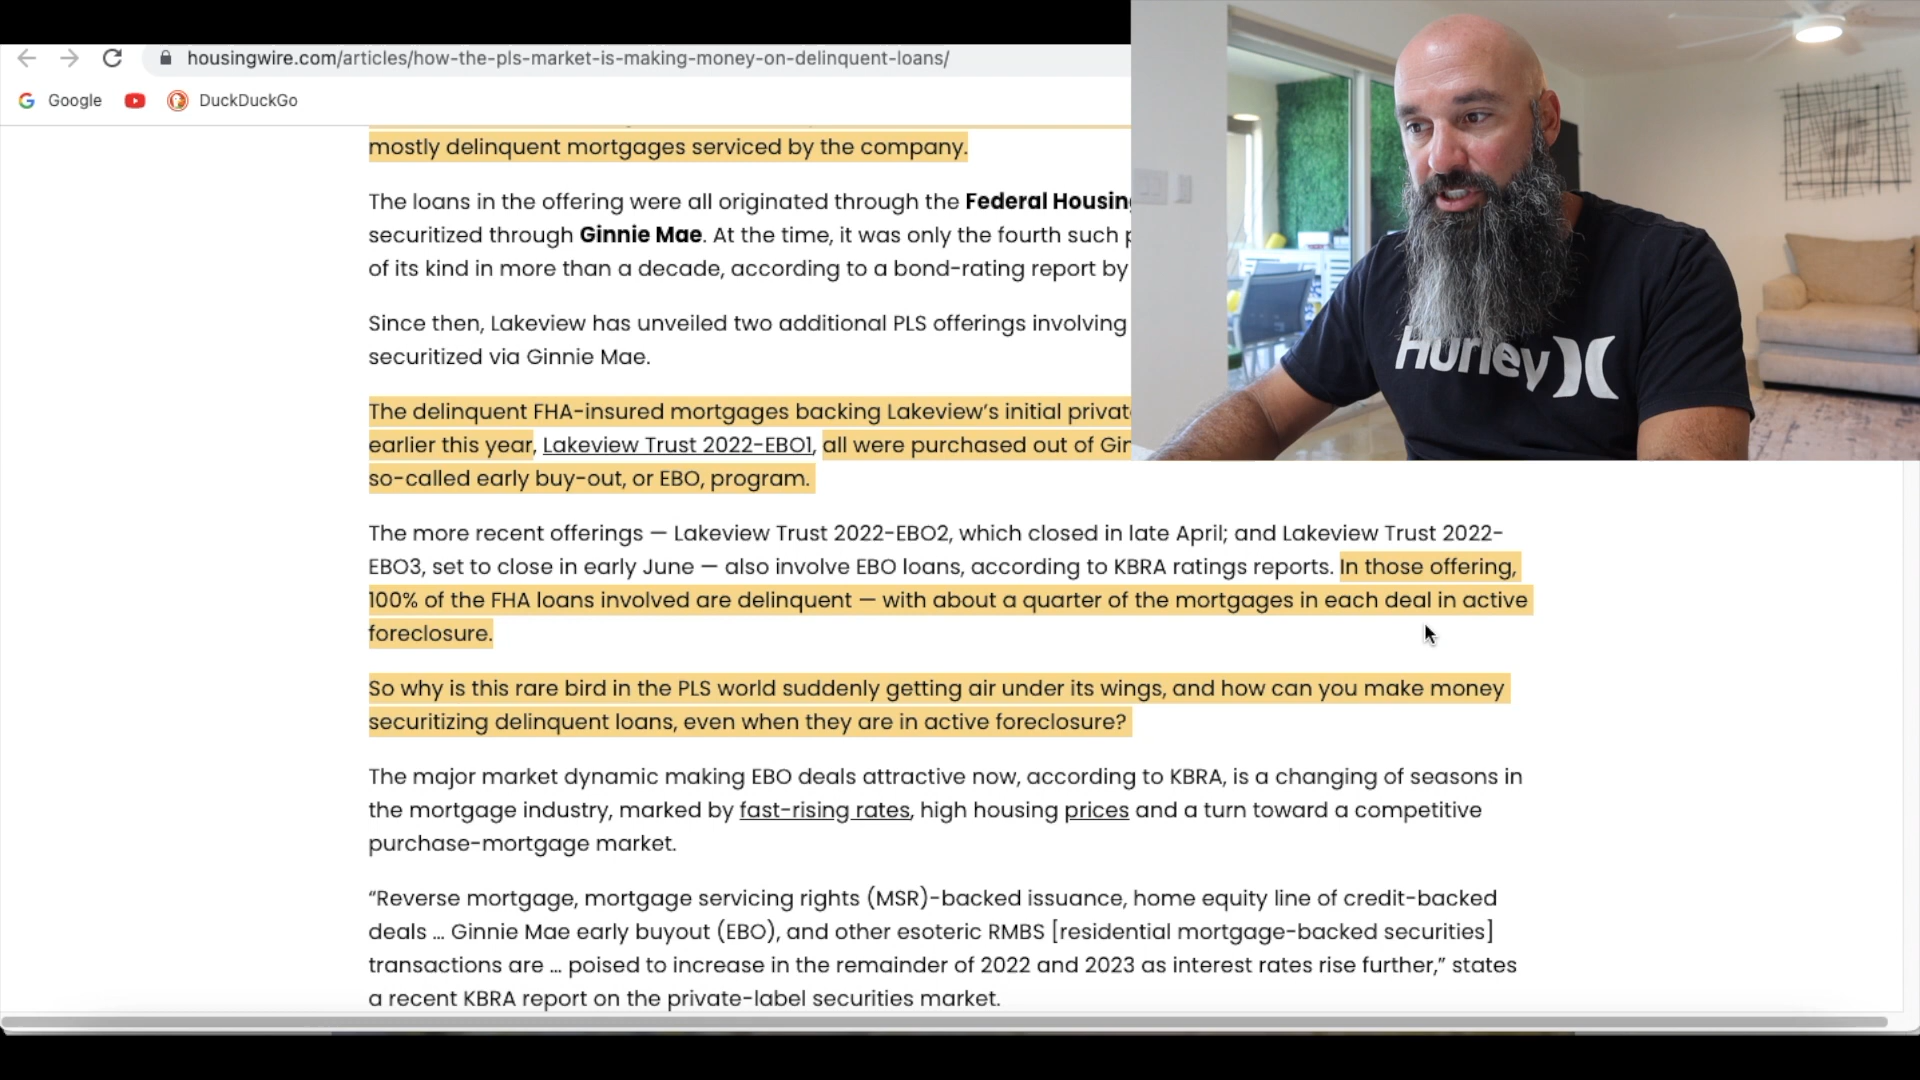 housingwire.com/articles/how-the-pls-market-is-making-money-on-delinquent-loans/
Google
DuckDuckGo
mostly delinquent mortgages serviced by the company.
The loans in the offering were all originated through the Federal Housing
securitized through Ginnie Mae. At the time, it was only the fourth such
of its kind in more than a decade, according to a bond-rating report by
Since then, Lakeview has unveiled two additional PLS offerings involving
securitized via Ginnie Mae.
The delinquent FHA-insured mortgages backing Lakeview’s initial
earlier this year, Lakeview Trust 2022-EBO1, all were purchased out of
so-called early buy-out, or EBO, program.
The more recent offerings — Lakeview Trust 2022-EBO2, which closed in late April; and Lakeview Trust 2022-
EBO3, set to close in early June — also involve EBO loans, according to KBRA ratings reports. In those offering,
100% of the FHA loans involved are delinquent — with about a quarter of the mortgages in each deal in active
foreclosure.
So why is this rare bird in the PLS world suddenly getting air under its wings, and how can you make money
securitizing delinquent loans, even when they are in active foreclosure?
The major market dynamic making EBO deals attractive now, according to KBRA, is a changing of seasons in
the mortgage industry, marked by fast-rising rates, high housing prices and a turn toward a competitive
purchase-mortgage market.
“Reverse mortgage, mortgage servicing rights (MSR)-backed issuance, home equity line of credit-backed
deals … Ginnie Mae early buyout (EBO), and other esoteric RMBS [residential mortgage-backed securities]
transactions are … poised to increase in the remainder of 2022 and 2023 as interest rates rise further,” states
a recent KBRA report on the private-label securities market.
Hurley